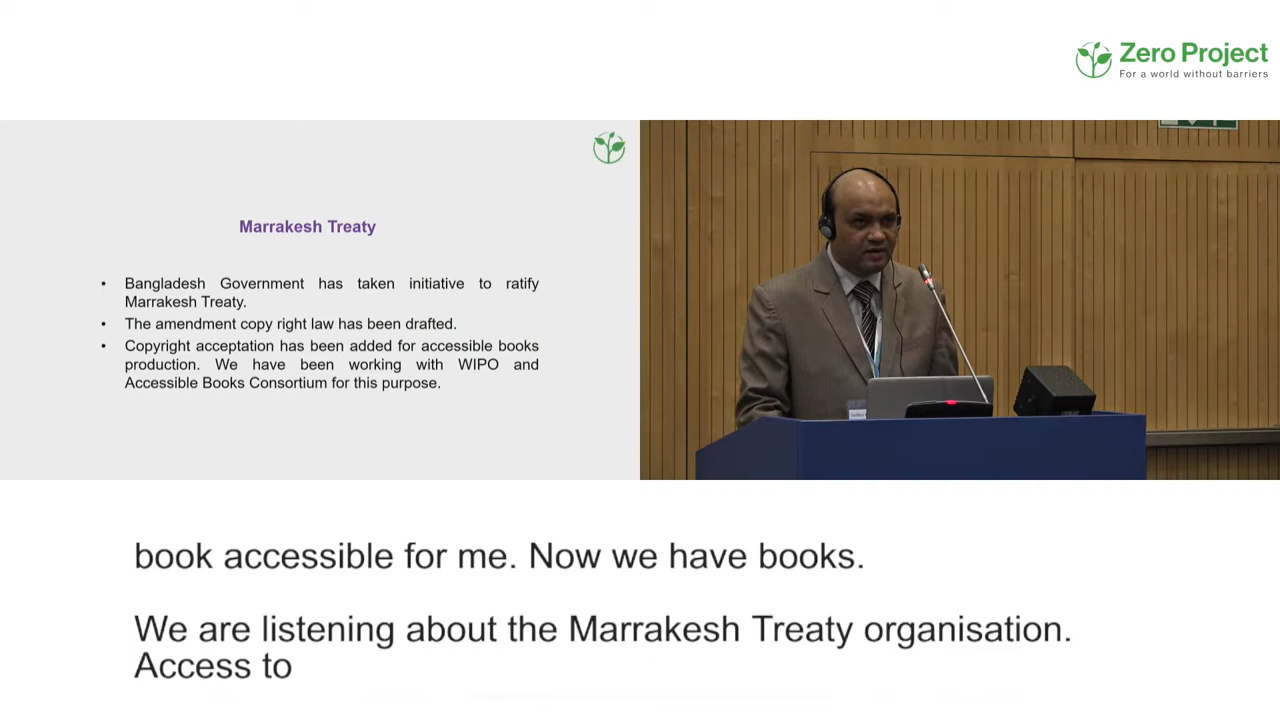 Zero Project
For a world without barriers
Marrakesh Treaty
• Bangladesh Government has taken initiative to ratify
Marrakesh Treaty.
• The amendment copy right law has been drafted.
• Copyright acceptation has been added for accessible books
production. We have been working with WIPO and
Accessible Books Consortium for this purpose.
book accessible for me. Now we have books.
We are listening about the Marrakesh Treaty organisation.
Access to